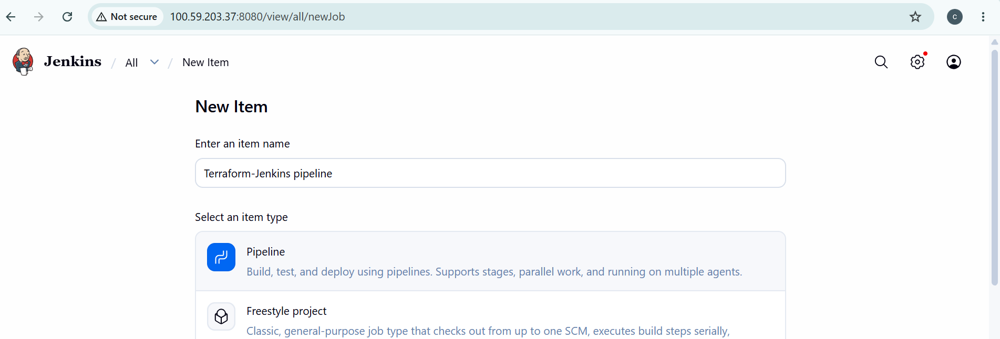 Not secure 100.59.203.37:8080/view/all/newJob C
Jenkins / All / New Item
New Item
Enter an item name
Terraform-Jenkins pipeline
Select an item type
Pipeline
Build, test, and deploy using pipelines. Supports stages, parallel work, and running on multiple agents.
Freestyle project
Classic, general-purpose job type that checks out from up to one SCM, executes build steps serially,